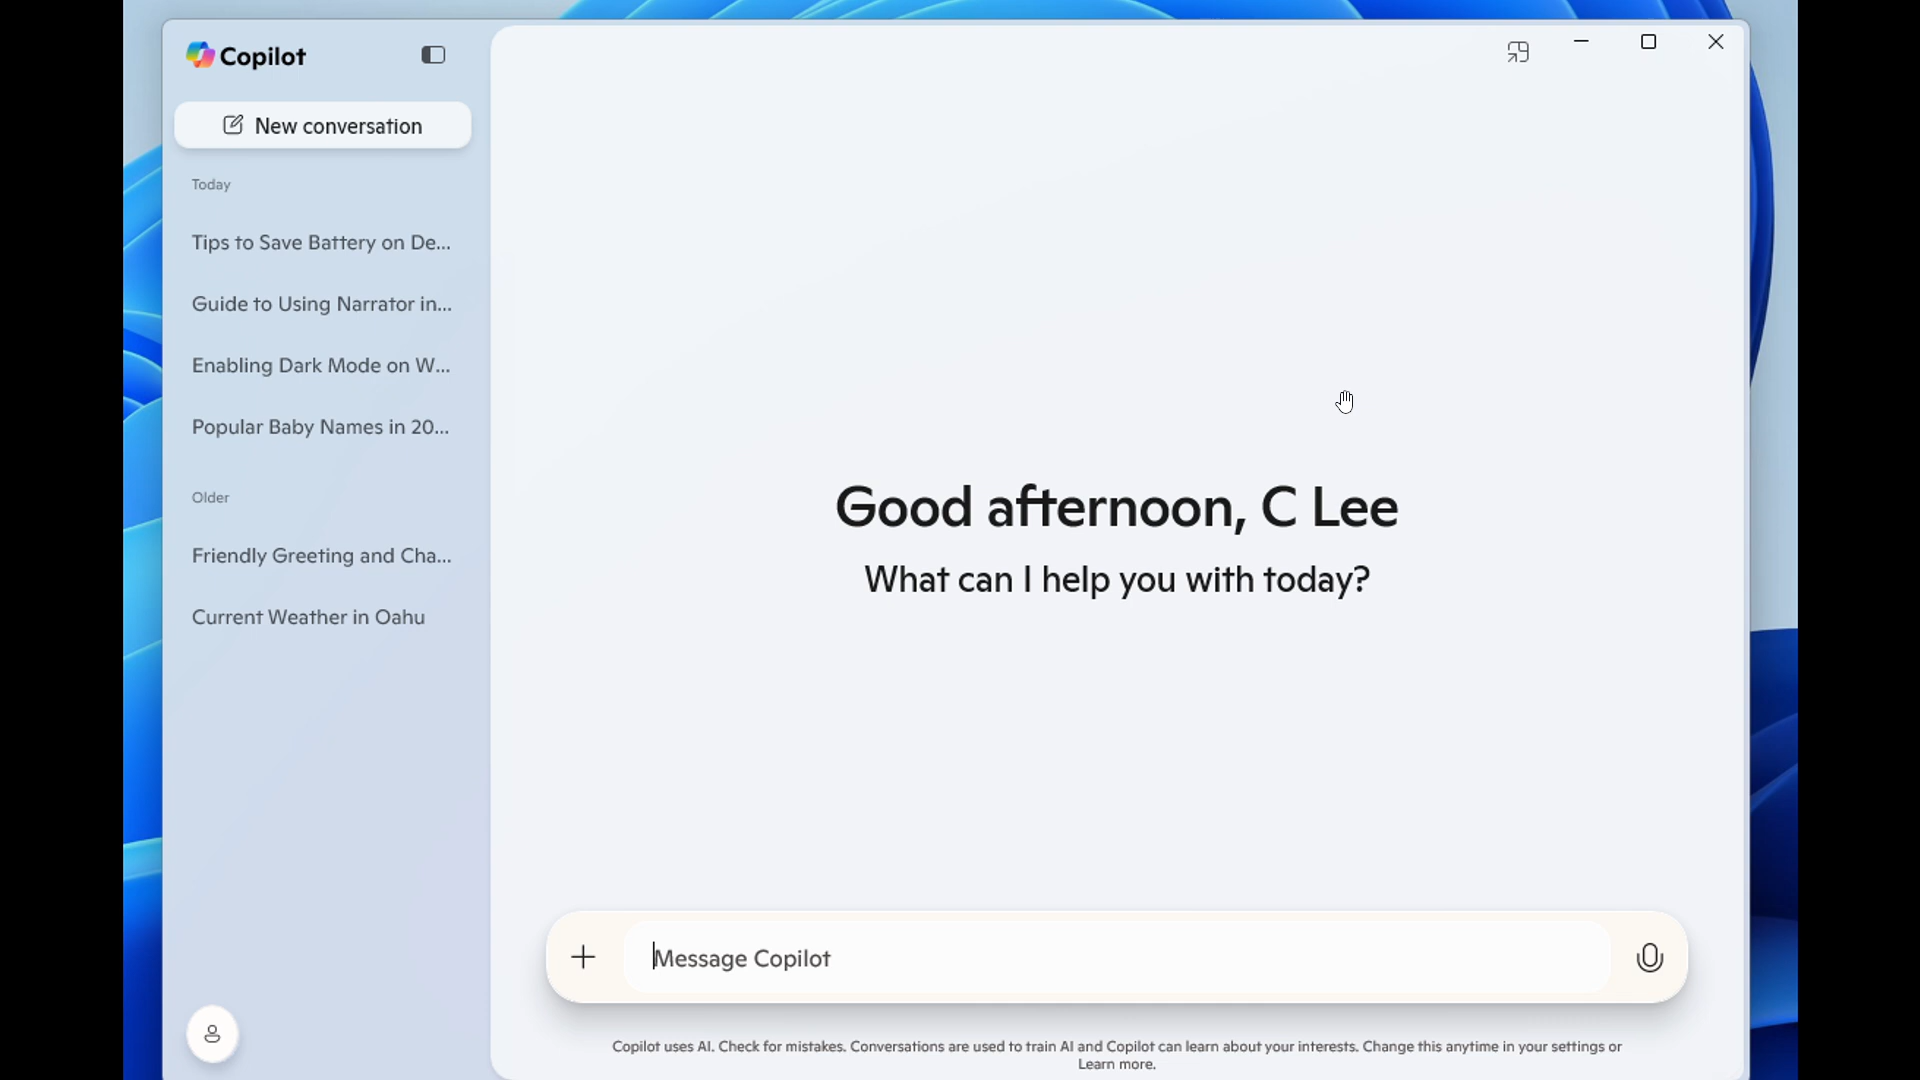 Copilot
New conversation
Today
Tips to Save Battery on De...
Guide to Using Narrator in...
Enabling Dark Mode on W...
Popular Baby Names in 20...
Older
Friendly Greeting and Cha...
Current Weather in Oahu
Good afternoon, C Lee
What can I help you with today?
Message Copilot
Copilot uses AI. Check for mistakes. Conversations are used to train AI and Copilot can learn about your interests. Change this anytime in your settings or
Learn more.